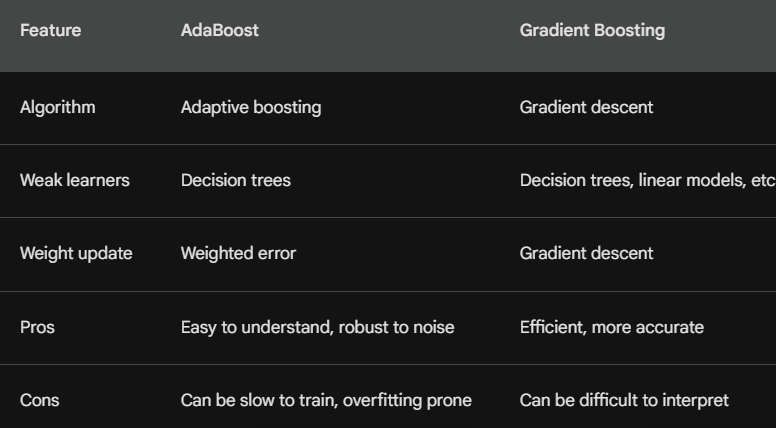 Feature AdaBoost Gradient Boosting
Algorithm Adaptive boosting Gradient descent
Weak learners Decision trees Decision trees, linear models, etc
Weight update Weighted error Gradient descent
Pros Easy to understand, robust to noise Efficient, more accurate
Cons Can be slow to train, overfitting prone Can be difficult to interpret